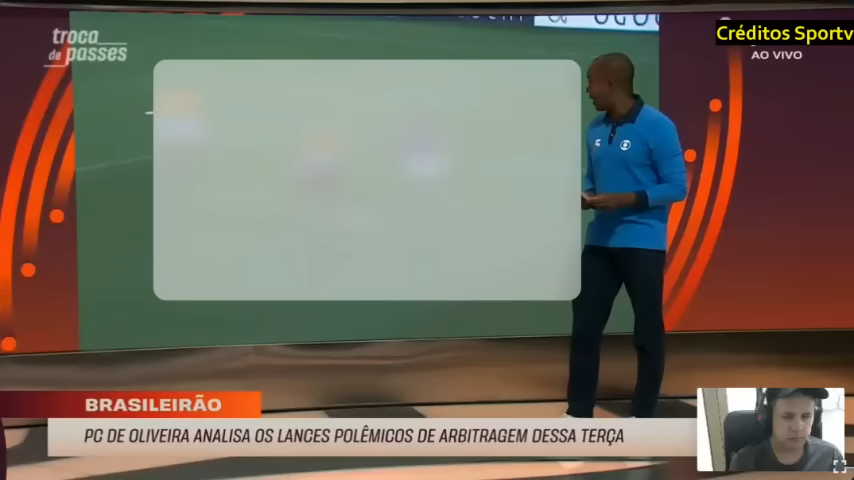 troca
de passes
Créditos Sportv
AO VIVO
BRASILEIRÃO
PC DE OLIVEIRA ANALISA OS LANCES POLÊMICOS DE ARBITRAGEM DESSA TERÇA